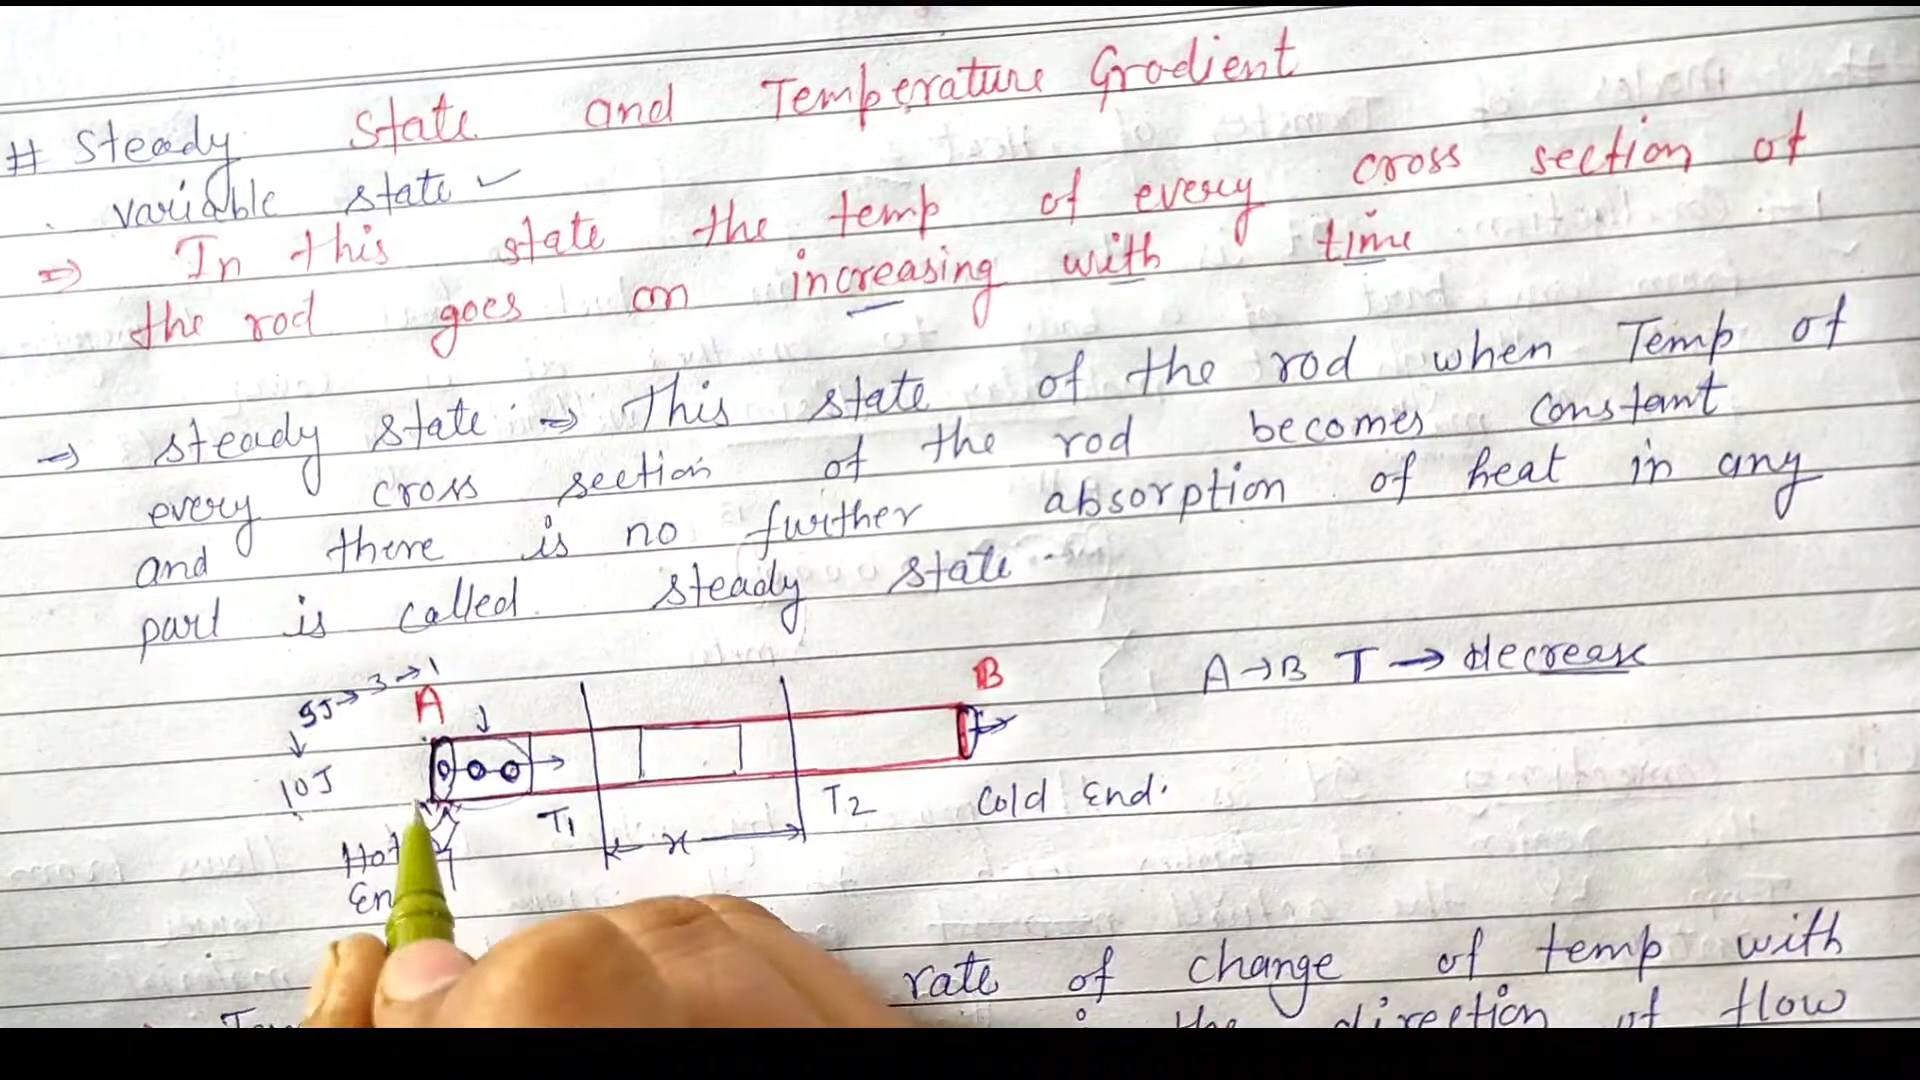 # Steady state and Temperature Gradient
variable state ✓
⇒ In this state the temp of every cross section of
the rod goes on increasing with time
→ steady state : ⇒ This state of the rod when Temp of
every cross section of the rod becomes constant
and there is no further absorption of heat in any
part is called steady state
A→B T → decrease
5J→3→1
A
B
10J
T1
x
T2
Cold End.
Hot
En
rate of change of temp with
the direction of flow